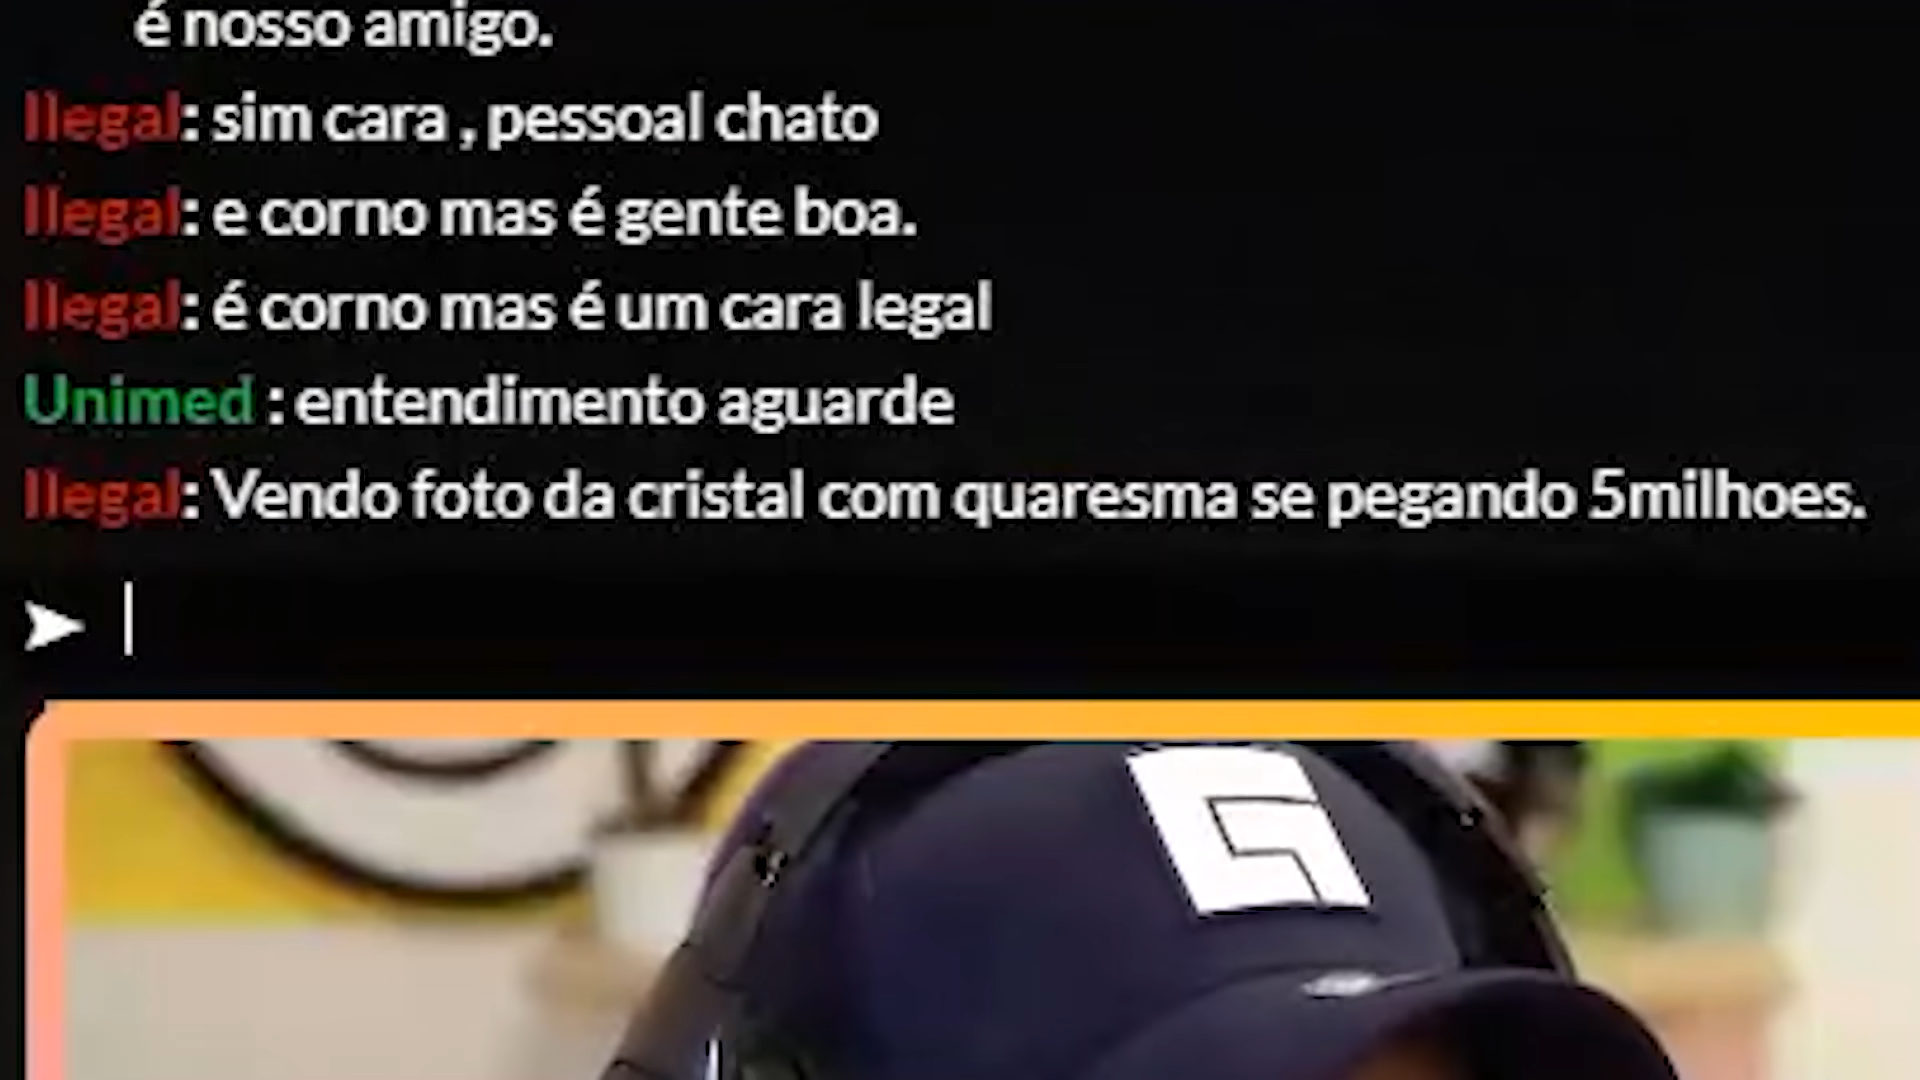 é nosso amigo.
Ilegal: sim cara , pessoal chato
Ilegal: e corno mas é gente boa.
Ilegal: é corno mas é um cara legal
Unimed : entendimento aguarde
Ilegal: Vendo foto da cristal com quaresma se pegando 5milhoes.